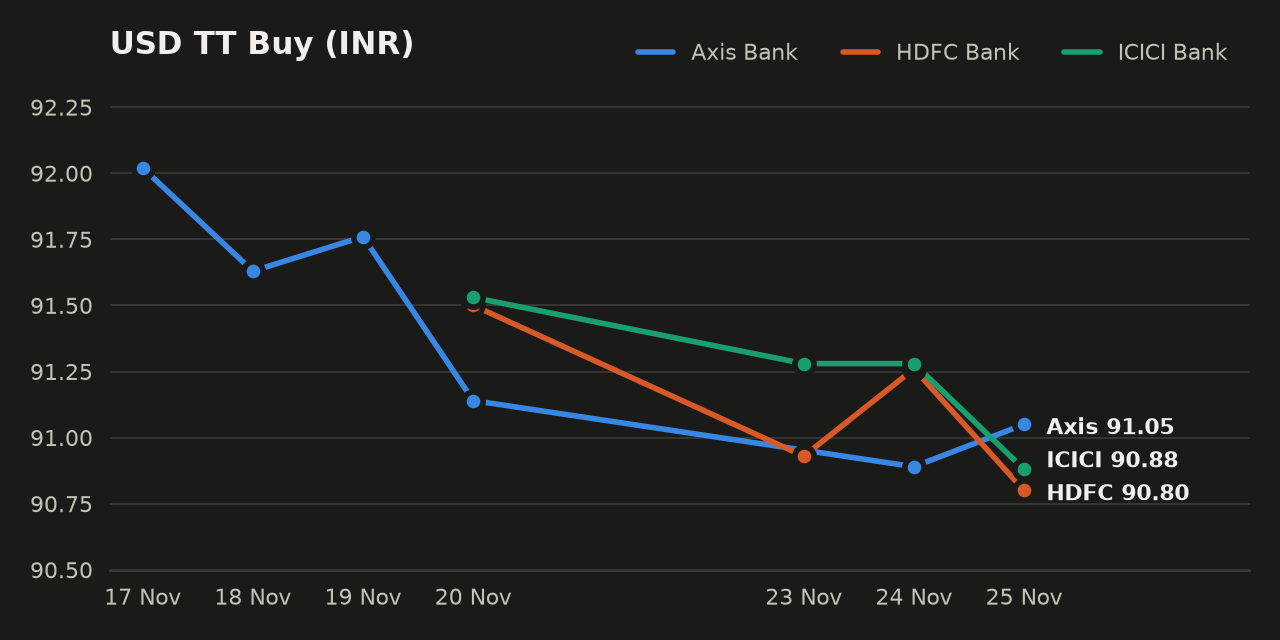 USD TT Buy (INR)
Axis Bank
HDFC Bank
ICICI Bank
92.25
92.00
91.75
91.50
91.25
91.00
90.75
90.50
Axis 91.05
ICICI 90.88
HDFC 90.80
17 Nov
18 Nov
19 Nov
20 Nov
23 Nov
24 Nov
25 Nov